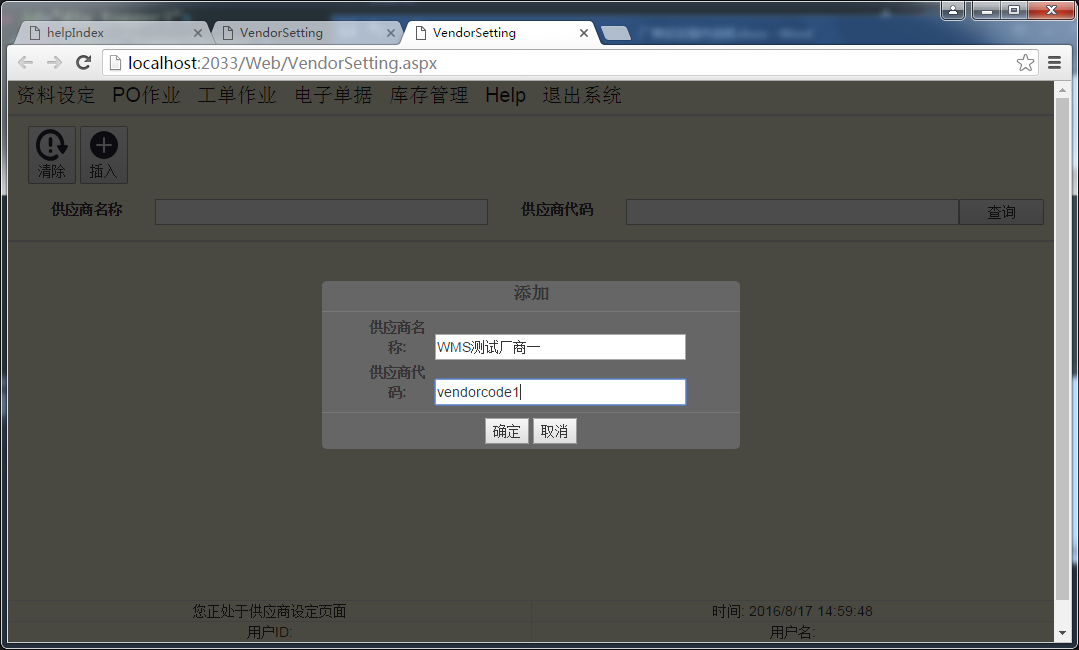 helpIndex
VendorSetting
VendorSetting
localhost:2033/Web/VendorSetting.aspx
资料设定 PO作业 工单作业 电子单据 库存管理 Help 退出系统
清除 插入
供应商名称 供应商代码 查询
添加
供应商名
称:
WMS测试厂商一
供应商代
码:
vendorcode1
确定 取消
您正处于供应商设定页面 时间: 2016/8/17 14:59:48
用户ID: 用户名: